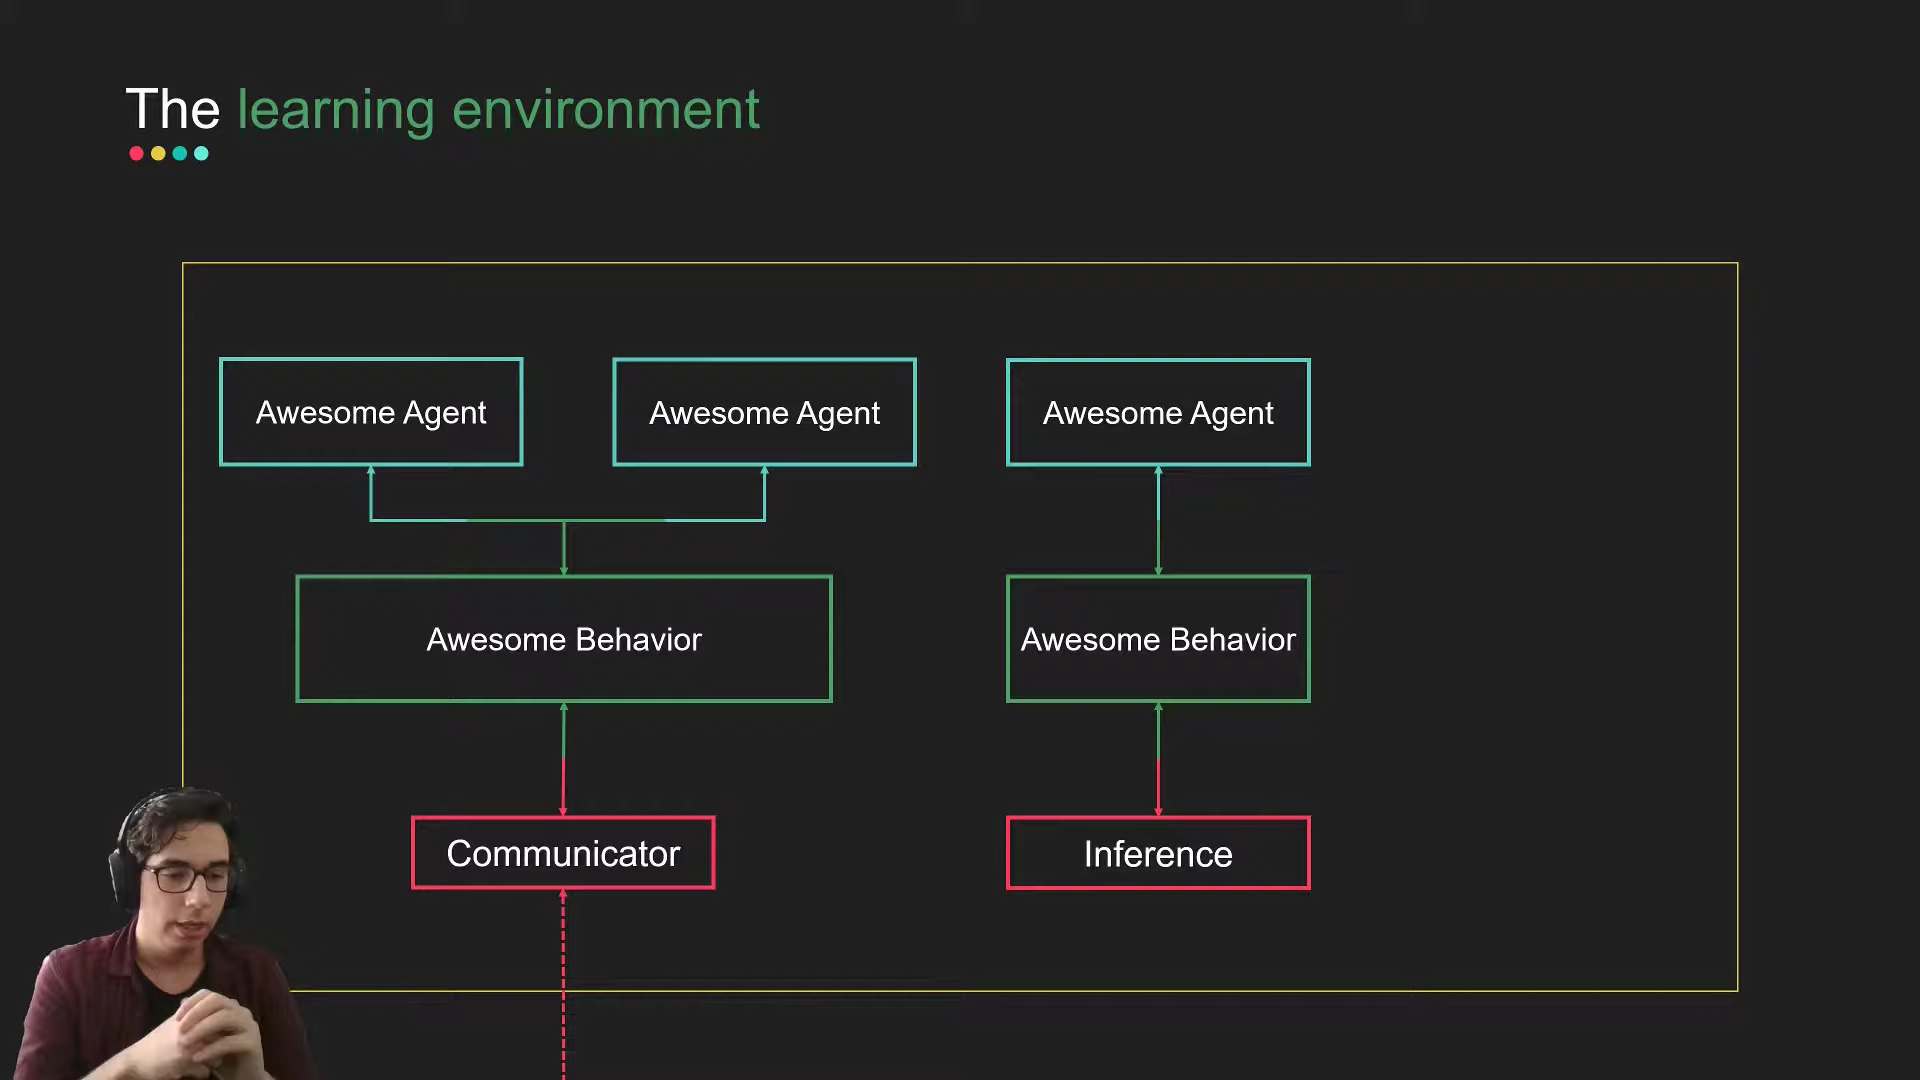 The learning environment
Awesome Agent
Awesome Agent
Awesome Agent
Awesome Behavior
Awesome Behavior
Communicator
Inference